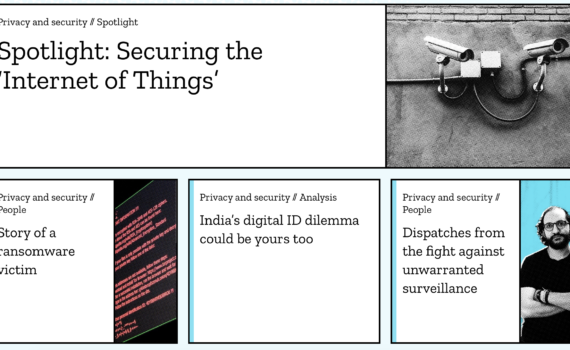 Privacy and security // Spotlight
Spotlight: Securing the
'Internet of Things'
Privacy and security //
People
Story of a
ransomware
victim
Privacy and security // Analysis
India's digital ID dilemma
could be yours too
Privacy and security //
People
Dispatches from
the fight against
unwarranted
surveillance